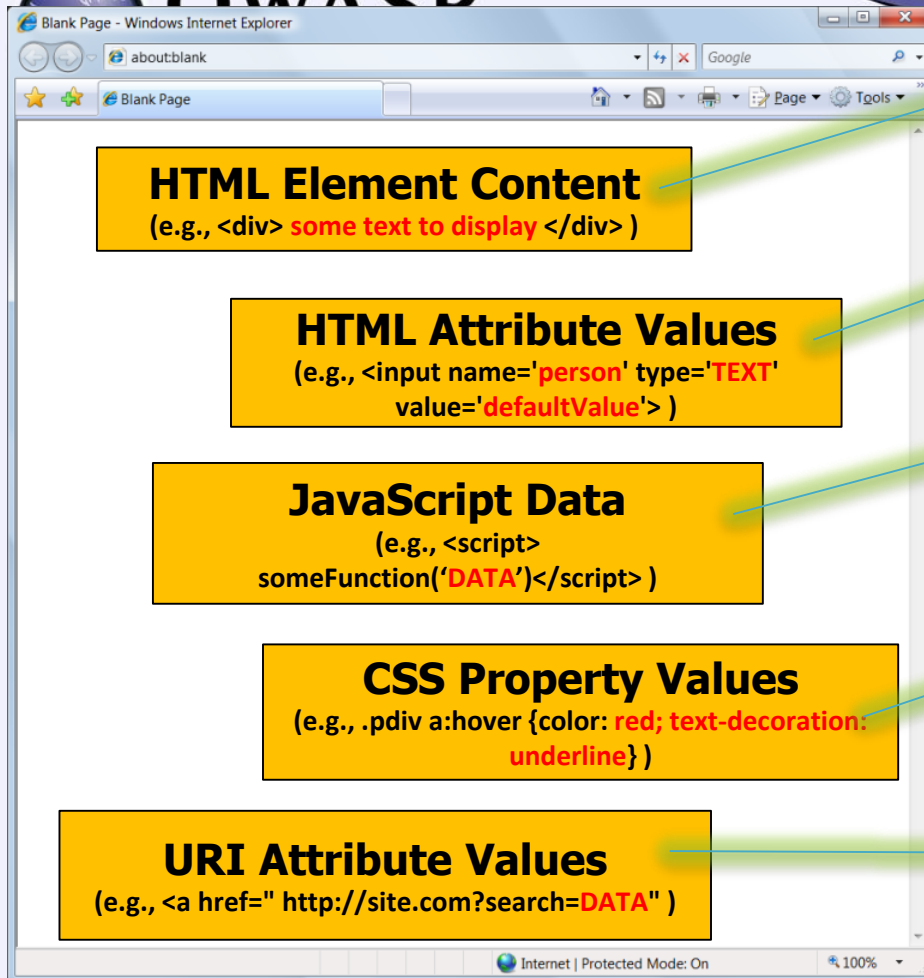 Blank Page - Windows Internet Explorer
about:blank
Google
Blank Page
Page
Tools
HTML Element Content
(e.g., <div> some text to display </div> )
HTML Attribute Values
(e.g., <input name='person' type='TEXT'
value='defaultValue'> )
JavaScript Data
(e.g., <script>
someFunction(‘DATA’)</script> )
CSS Property Values
(e.g., .pdiv a:hover {color: red; text-decoration:
underline} )
URI Attribute Values
(e.g., <a href=" http://site.com?search=DATA" )
Internet | Protected Mode: On
100%